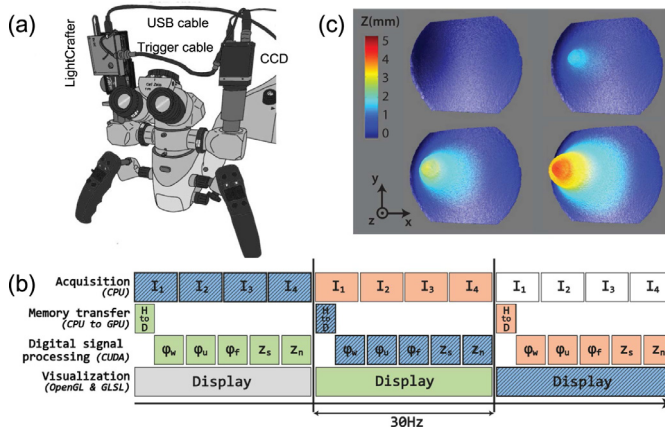 (a)
USB cable
Trigger cable
LightCrafter
CCD
(c)
Z(mm)
5
4
3
2
1
0
y
z
x
(b)
Acquisition
(CPU)
I1 I2 I3 I4 I1 I2 I3 I4 I1 I2 I3 I4
Memory transfer
(CPU to GPU)
H to D H to D H to D
Digital signal
processing (CUDA)
φw φu φf Zs Zn φw φu φf Zs Zn φw φu φf Zs Zn
Visualization
(OpenGL & GLSL)
Display Display Display
30Hz